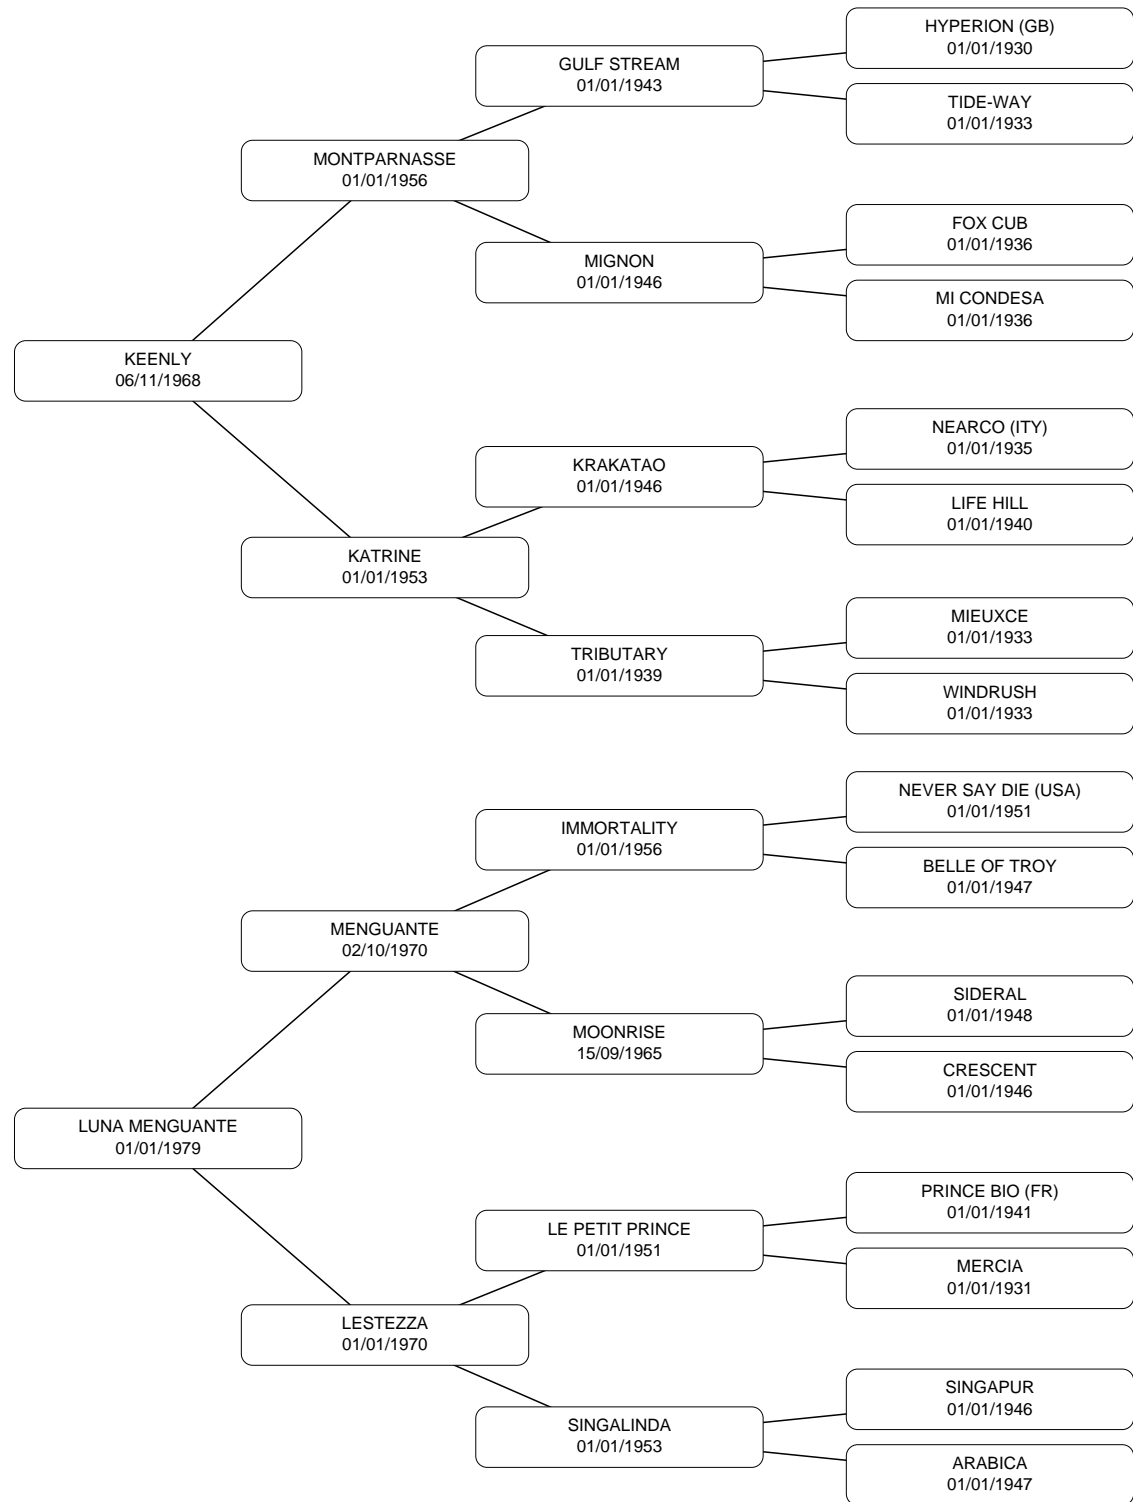 HYPERION (GB)
01/01/1930
GULF STREAM
01/01/1943
TIDE-WAY
01/01/1933
MONTPARNASSE
01/01/1956
FOX CUB
01/01/1936
MIGNON
01/01/1946
MI CONDESA
01/01/1936
KEENLY
06/11/1968
NEARCO (ITY)
01/01/1935
KRAKATAO
01/01/1946
LIFE HILL
01/01/1940
KATRINE
01/01/1953
MIEUXCE
01/01/1933
TRIBUTARY
01/01/1939
WINDRUSH
01/01/1933
NEVER SAY DIE (USA)
01/01/1951
IMMORTALITY
01/01/1956
BELLE OF TROY
01/01/1947
MENGUANTE
02/10/1970
SIDERAL
01/01/1948
MOONRISE
15/09/1965
CRESCENT
01/01/1946
LUNA MENGUANTE
01/01/1979
PRINCE BIO (FR)
01/01/1941
LE PETIT PRINCE
01/01/1951
MERCIA
01/01/1931
LESTEZZA
01/01/1970
SINGAPUR
01/01/1946
SINGALINDA
01/01/1953
ARABICA
01/01/1947